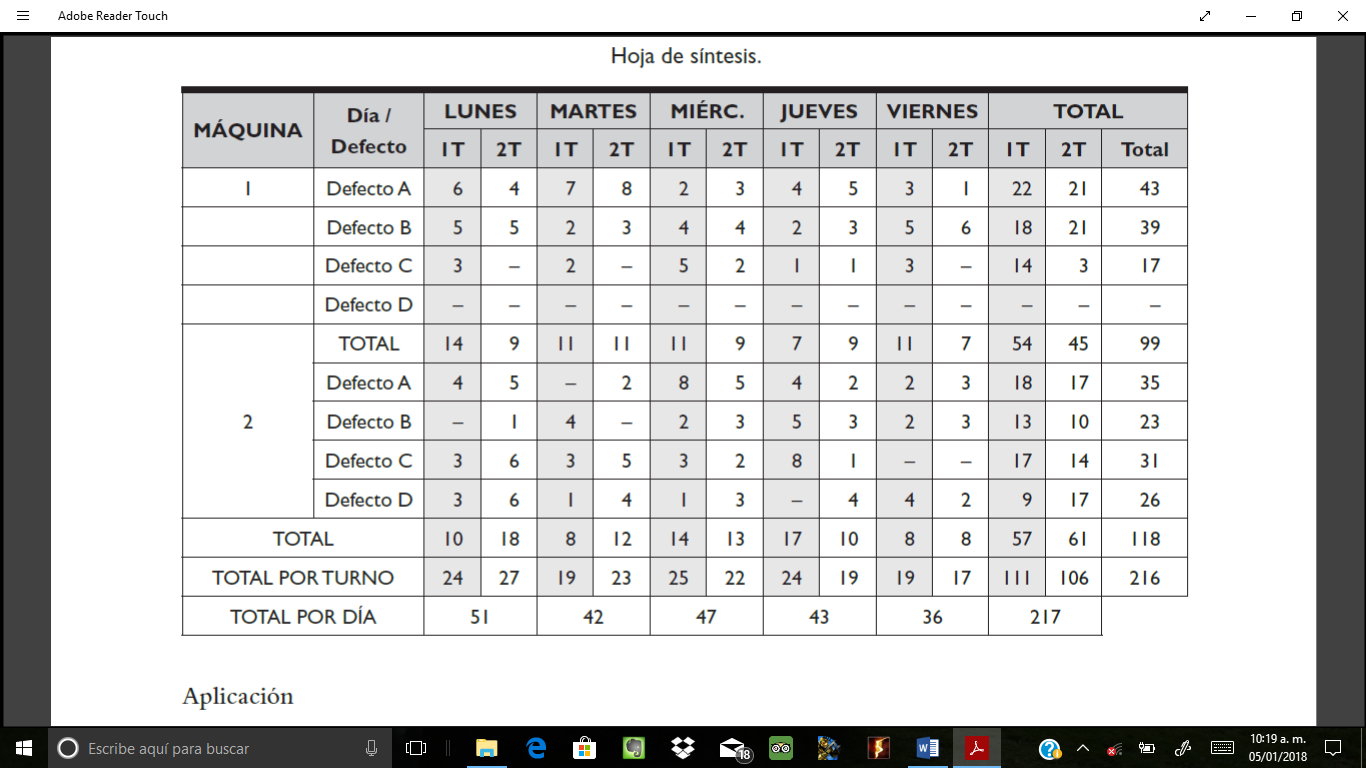 Adobe Reader Touch
Hoja de síntesis.
MÁQUINA Día / Defecto LUNES MARTES MIÉRC. JUEVES VIERNES TOTAL
1T 2T 1T 2T 1T 2T 1T 2T 1T 2T 1T 2T Total
1 Defecto A 6 4 7 8 2 3 4 5 3 1 22 21 43
Defecto B 5 5 2 3 4 4 2 3 5 6 18 21 39
Defecto C 3 – 2 – 5 2 1 1 3 – 14 3 17
Defecto D – – – – – – – – – – – – –
TOTAL 14 9 11 11 11 9 7 9 11 7 54 45 99
Defecto A 4 5 – 2 8 5 4 2 2 3 18 17 35
2 Defecto B – 1 4 – 2 3 5 3 2 3 13 10 23
Defecto C 3 6 3 5 3 2 8 1 – – 17 14 31
Defecto D 3 6 1 4 1 3 – 4 4 2 9 17 26
TOTAL 10 18 8 12 14 13 17 10 8 8 57 61 118
TOTAL POR TURNO 24 27 19 23 25 22 24 19 19 17 111 106 216
TOTAL POR DÍA 51 42 47 43 36 217
Aplicación
Escribe aquí para buscar
18
10:19 a. m.
05/01/2018